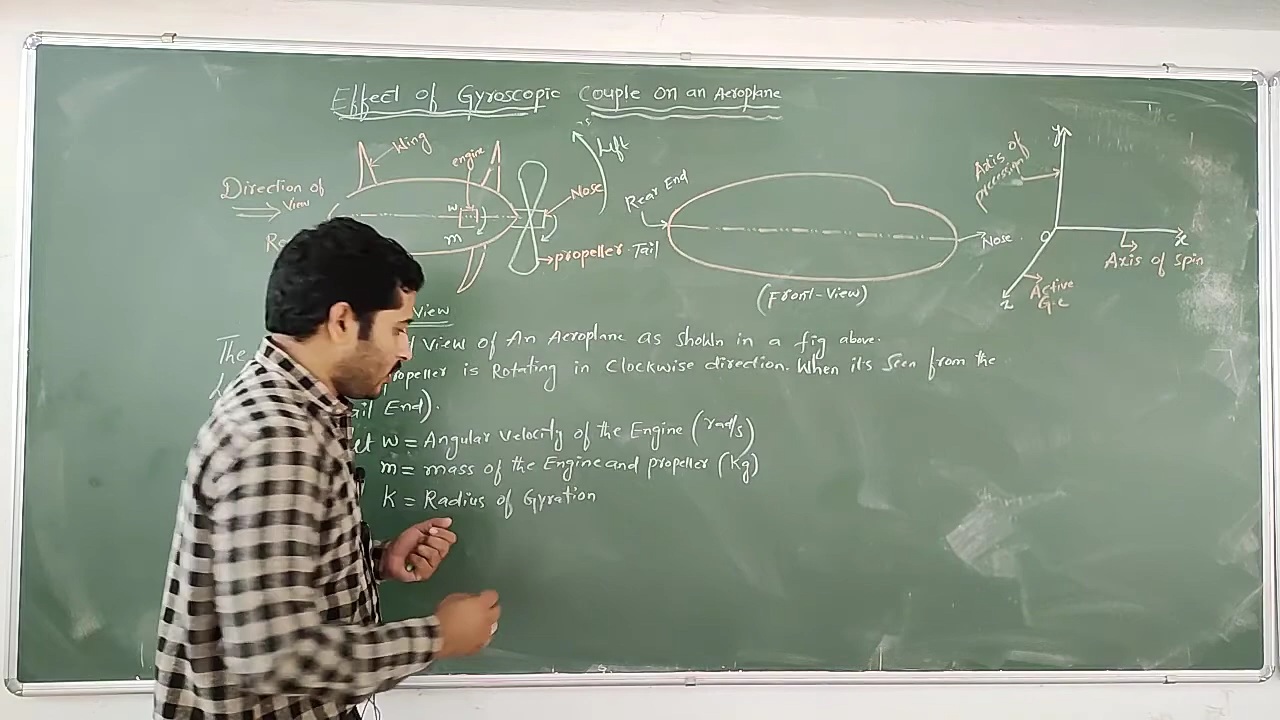 Effect of Gyroscopic Couple on an Aeroplane
Wing
engine
Left
Direction of
View
w
m
Nose
propeller
Tail
Rear End
Nose.
(Front-View)
Axis of
precession
y
o
x
z
Axis of Spin
Active
G.c
View
The view of An Aeroplane as shown in a fig above.
propeller is Rotating in Clockwise direction. When it's Seen from the
Tail End).
Let w = Angular Velocity of the Engine (rad/s)
m = mass of the Engine and propeller (Kg)
K = Radius of Gyration